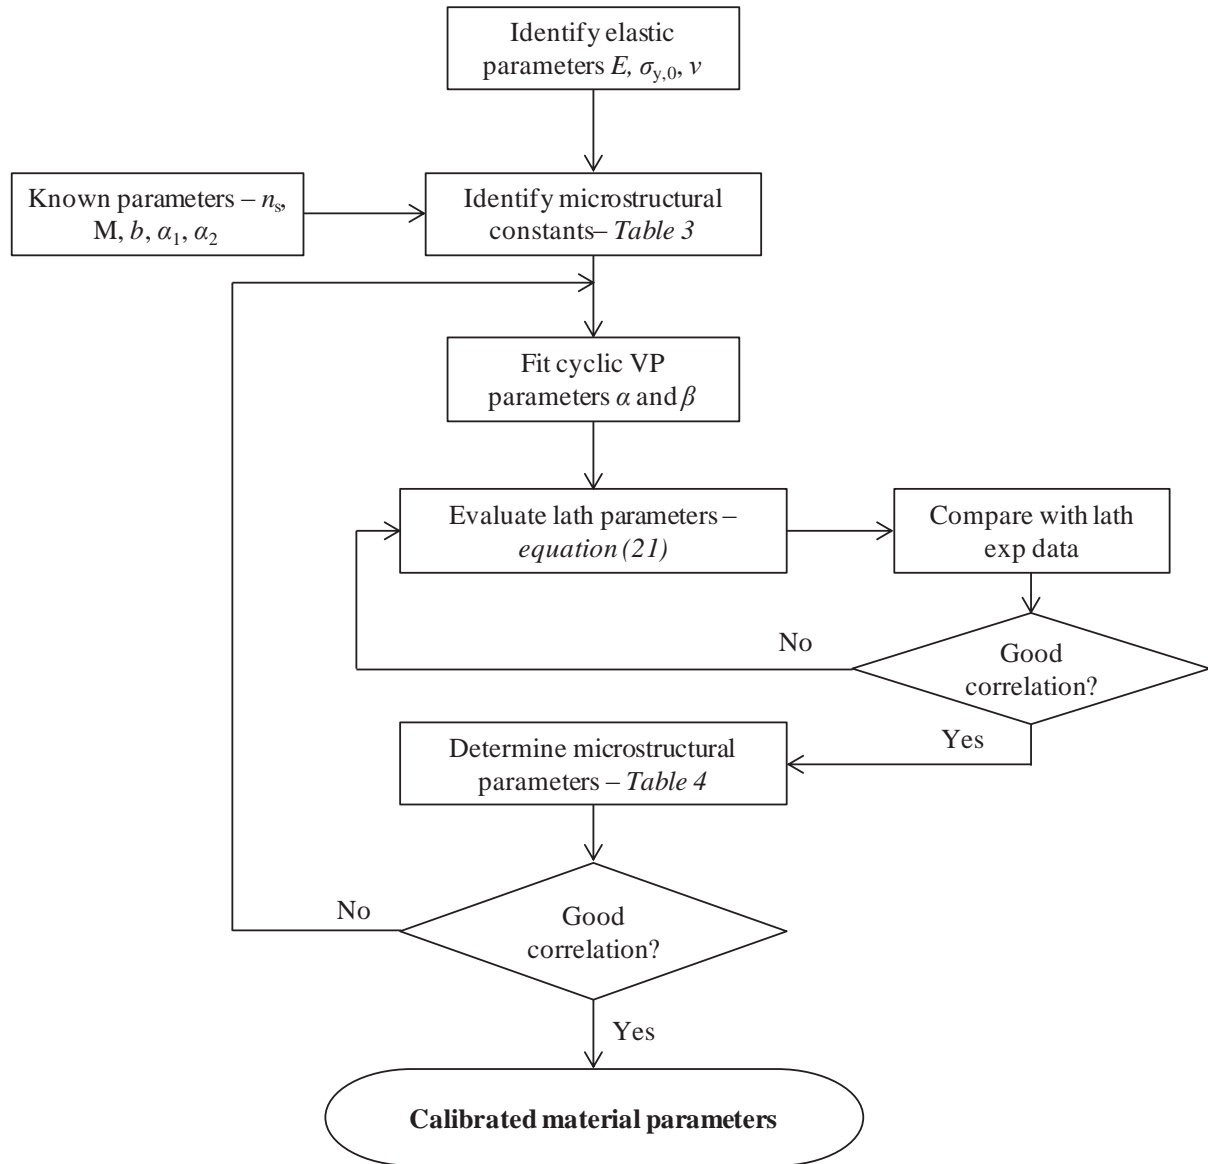 Identify elastic
parameters E, σy,0, ν
Known parameters – ns,
M, b, α1, α2
Identify microstructural
constants– Table 3
Fit cyclic VP
parameters α and β
Evaluate lath parameters –
equation (21)
Compare with lath
exp data
No
Good
correlation?
Yes
Determine microstructural
parameters – Table 4
No
Good
correlation?
Yes
Calibrated material parameters